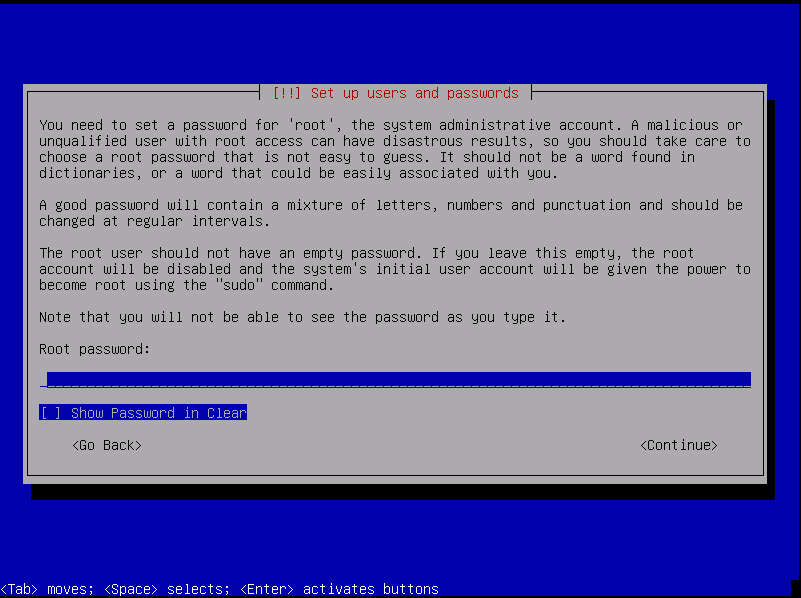 [!!] Set up users and passwords
You need to set a password for 'root', the system administrative account. A malicious or
unqualified user with root access can have disastrous results, so you should take care to
choose a root password that is not easy to guess. It should not be a word found in
dictionaries, or a word that could be easily associated with you.
A good password will contain a mixture of letters, numbers and punctuation and should be
changed at regular intervals.
The root user should not have an empty password. If you leave this empty, the root
account will be disabled and the system's initial user account will be given the power to
become root using the "sudo" command.
Note that you will not be able to see the password as you type it.
Root password:
[ ] Show Password in Clear
<Go Back> <Continue>
<Tab> moves; <Space> selects; <Enter> activates buttons